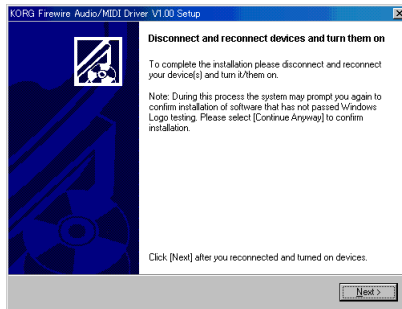 KORG Firewire Audio/MIDI Driver V1.00 Setup
Disconnect and reconnect devices and turn them on
To complete the installation please disconnect and reconnect
your device(s) and turn it/them on.
Note: During this process the system may prompt you again to
confirm installation of software that has not passed Windows
Logo testing. Please select [Continue Anyway] to confirm
installation.
Click [Next] after you reconnected and turned on devices.
Next >